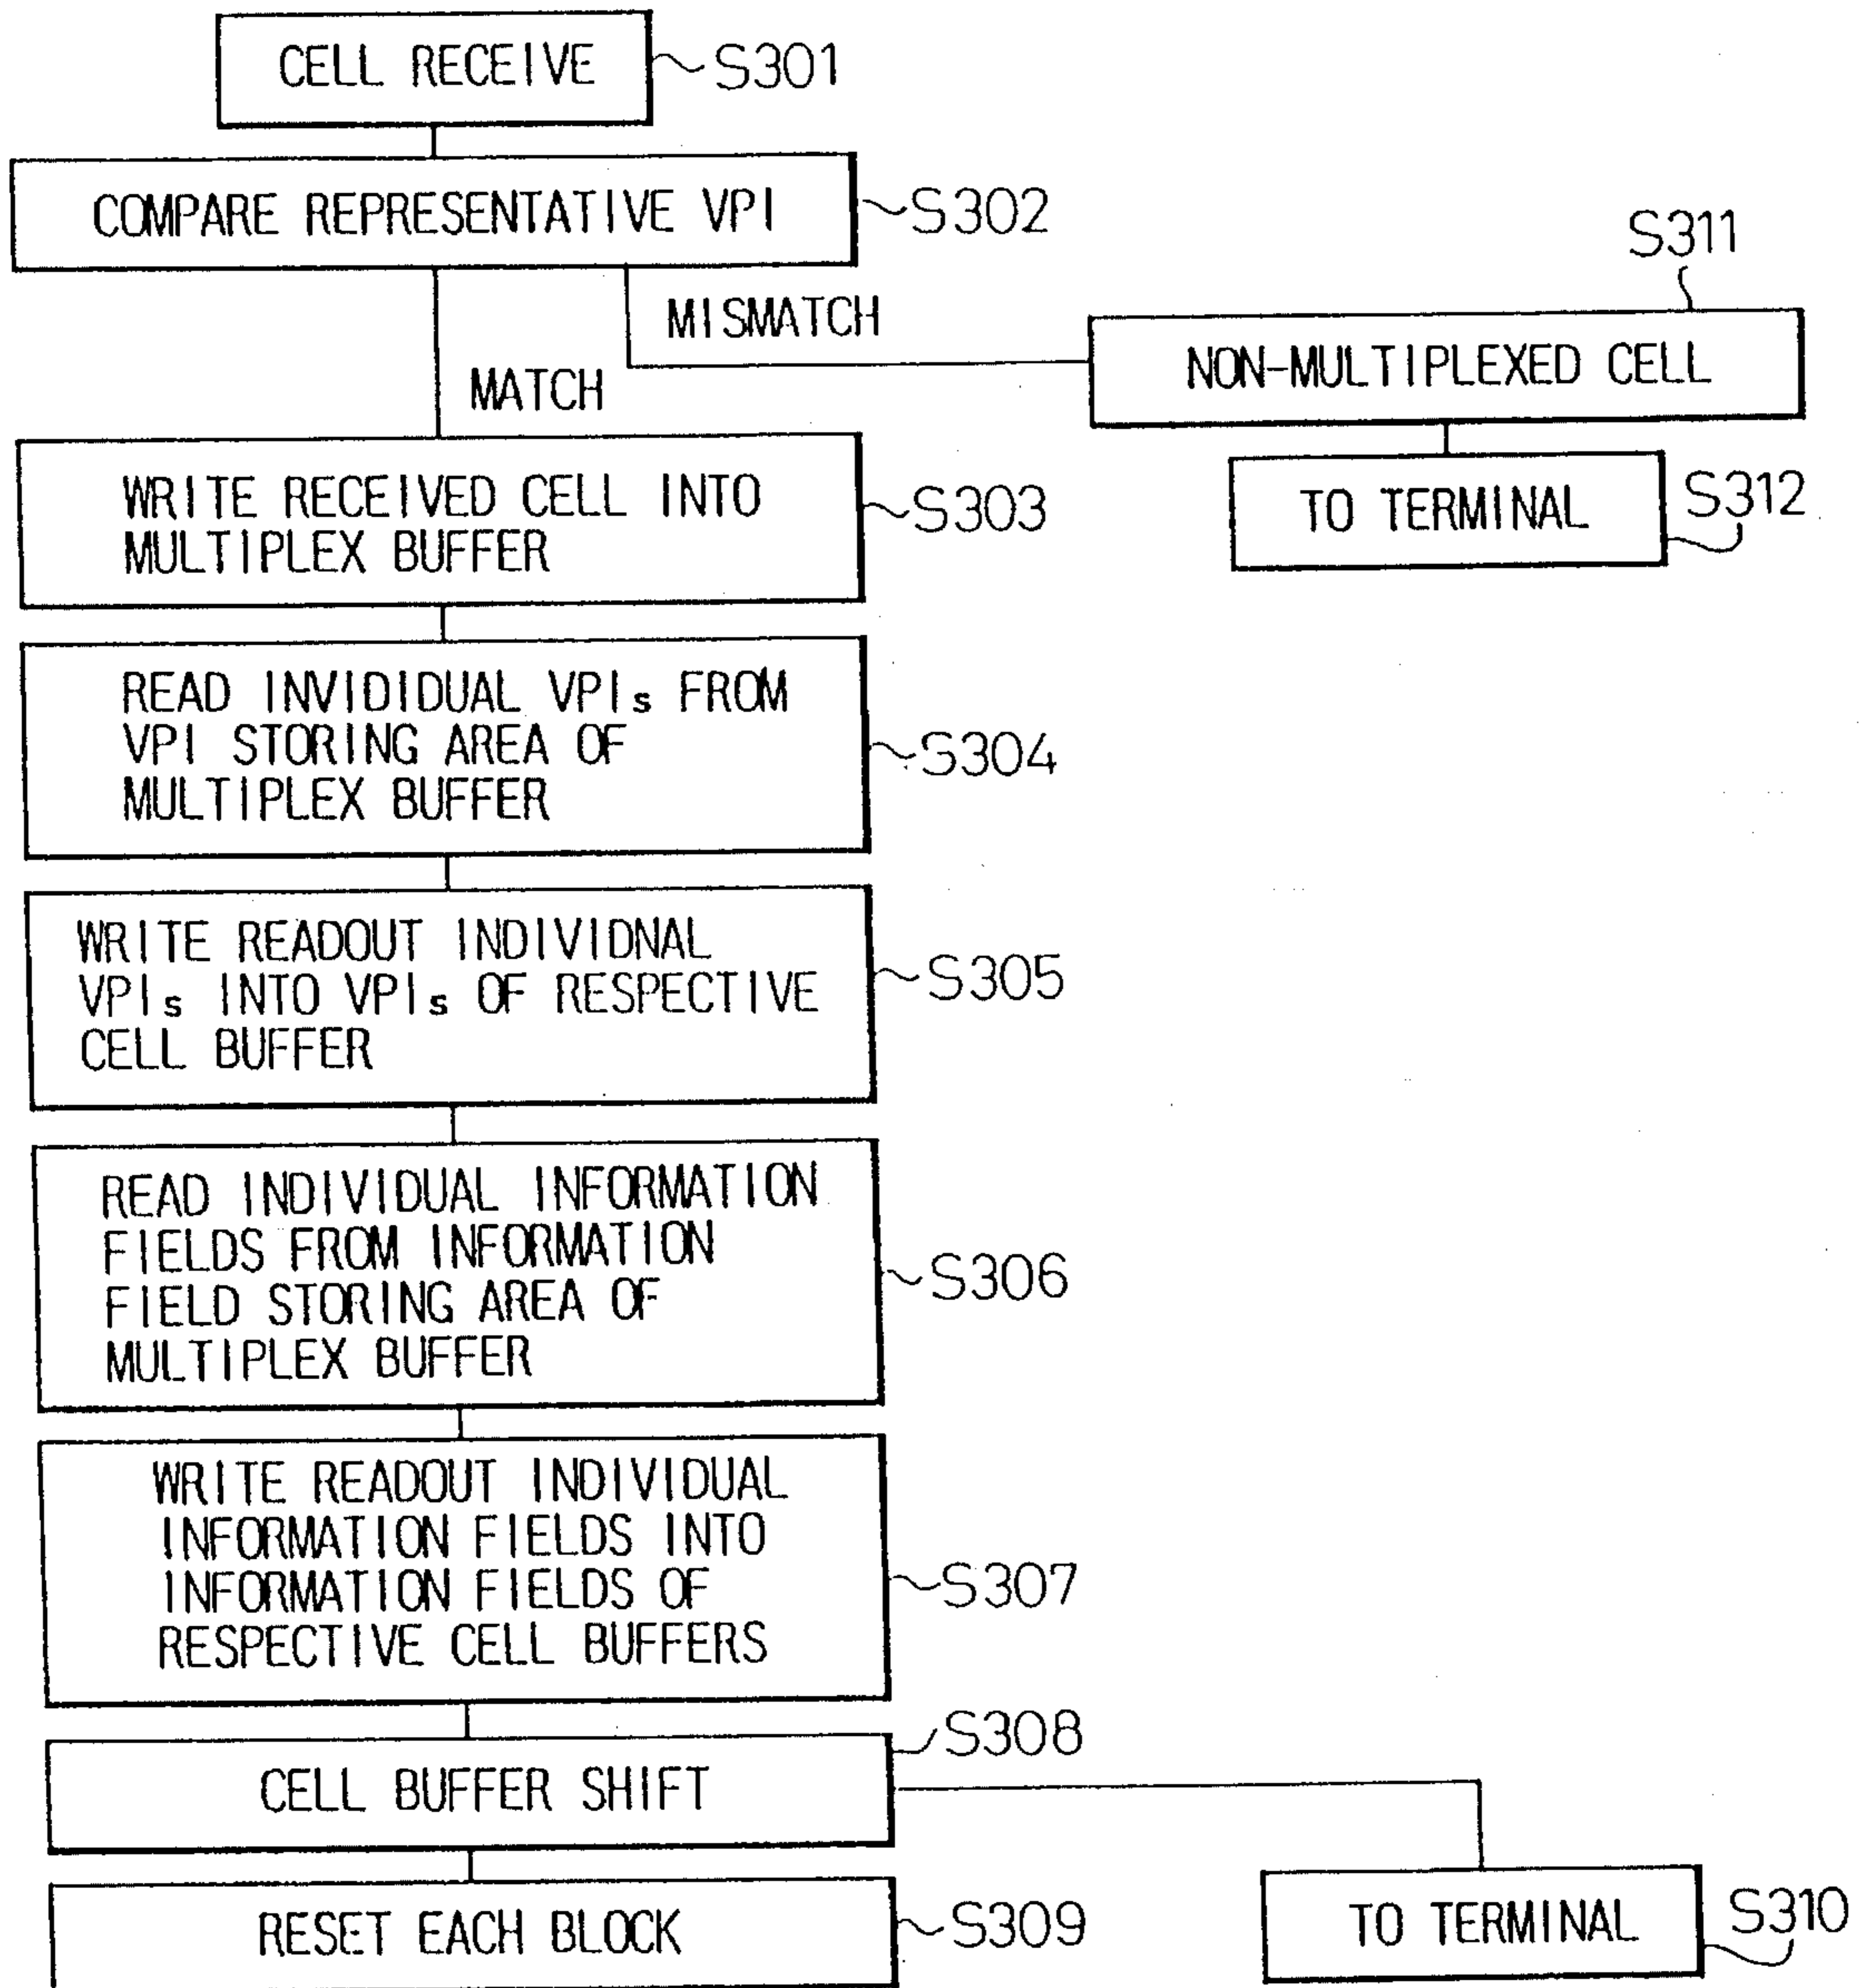 CELL RECEIVE
S301
COMPARE REPRESENTATIVE VPI
S302
MISMATCH
MATCH
S311
NON-MULTIPLEXED CELL
TO TERMINAL
S312
WRITE RECEIVED CELL INTO
MULTIPLEX BUFFER
S303
READ INVIDIDUAL VPIs FROM
VPI STORING AREA OF
MULTIPLEX BUFFER
S304
WRITE READOUT INDIVIDNAL
VPIs INTO VPIs OF RESPECTIVE
CELL BUFFER
S305
READ INDIVIDUAL INFORMATION
FIELDS FROM INFORMATION
FIELD STORING AREA OF
MULTIPLEX BUFFER
S306
WRITE READOUT INDIVIDUAL
INFORMATION FIELDS INTO
INFORMATION FIELDS OF
RESPECTIVE CELL BUFFERS
S307
CELL BUFFER SHIFT
S308
RESET EACH BLOCK
S309
TO TERMINAL
S310